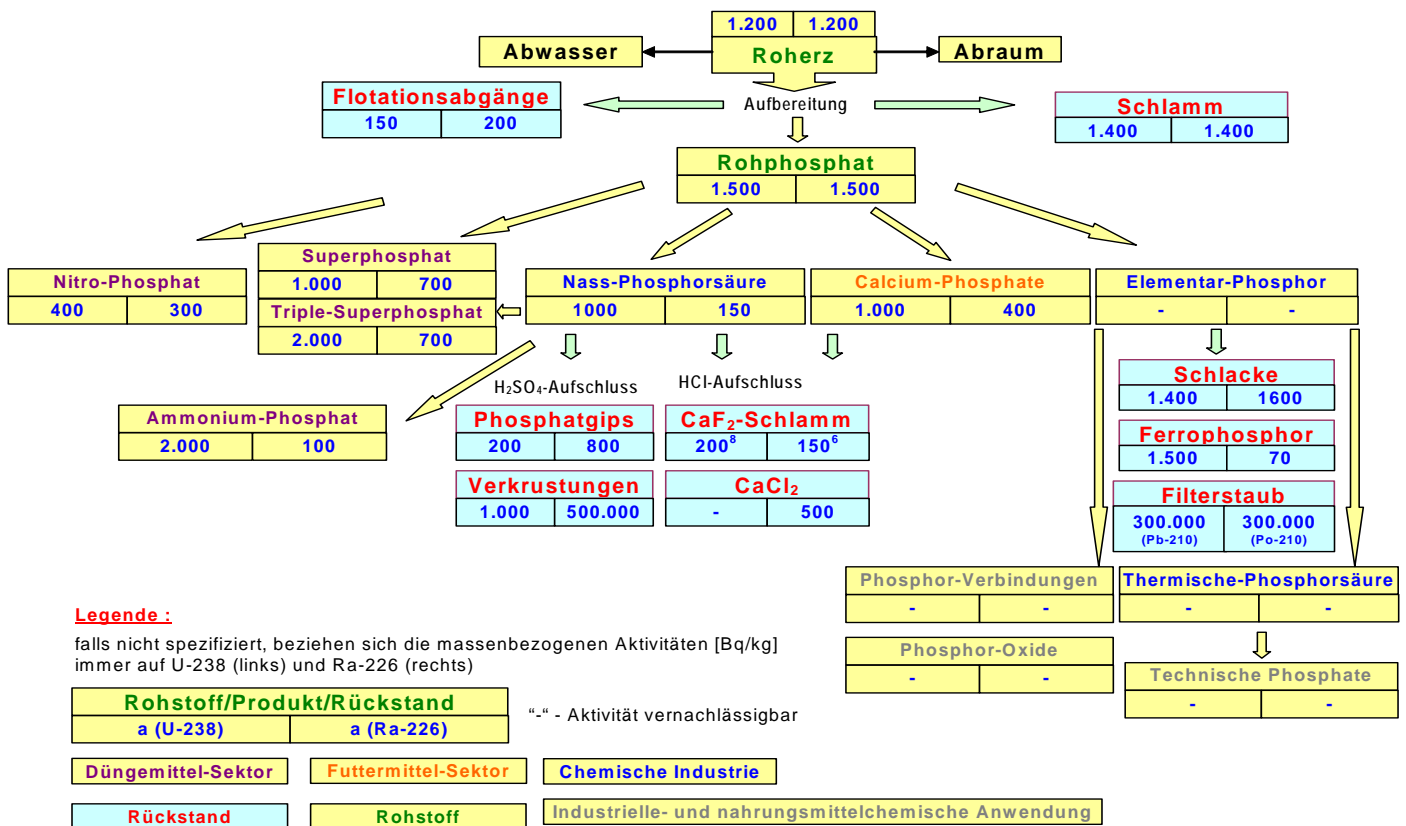 1.200 1.200
Abwasser Roherz Abraum
Flotationsabgänge Aufbereitung Schlamm
150 200 1.400 1.400
Rohphosphat
1.500 1.500
Superphosphat
1.000 700
Nitro-Phosphat Nass-Phosphorsäure Calcium-Phosphate Elementar-Phosphor
400 300 1000 150 1.000 400 - -
Triple-Superphosphat
2.000 700
H₂SO₄-Aufschluss HCl-Aufschluss
Schlacke
1.400 1600
Ammonium-Phosphat Phosphatgips CaF₂-Schlamm
2.000 100 200 800 200⁸ 150⁶
Ferrophosphor
1.500 70
Verkrustungen CaCl₂
1.000 500.000 - 500
Filterstaub
300.000 300.000
(Pb-210) (Po-210)
Phosphor-Verbindungen Thermische-Phosphorsäure
- - - -
Phosphor-Oxide
- -
Technische Phosphate
- -
Legende :
falls nicht spezifiziert, beziehen sich die massenbezogenen Aktivitäten [Bq/kg]
immer auf U-238 (links) und Ra-226 (rechts)
Rohstoff/Produkt/Rückstand
a (U-238) a (Ra-226)
"-“ - Aktivität vernachlässigbar
Düngemittel-Sektor Futtermittel-Sektor Chemische Industrie
Rückstand Rohstoff Industrielle- und nahrungsmittelchemische Anwendung